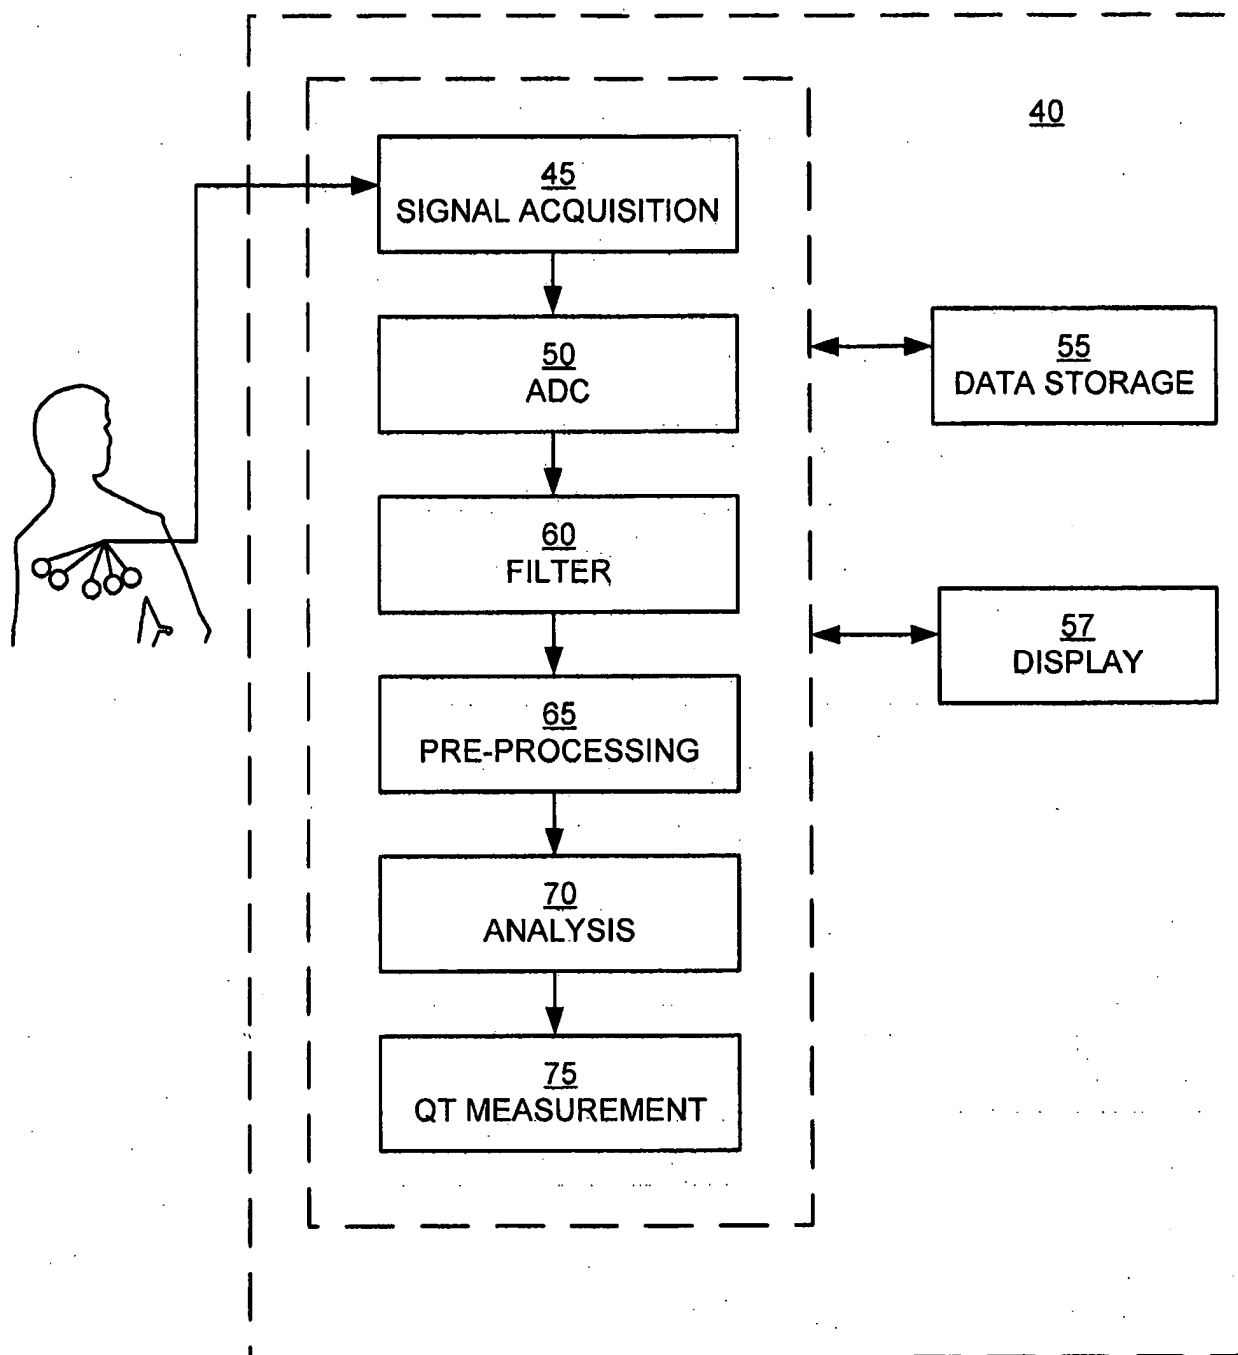 40
45
SIGNAL ACQUISITION
50
ADC
55
DATA STORAGE
60
FILTER
57
DISPLAY
65
PRE-PROCESSING
70
ANALYSIS
75
QT MEASUREMENT